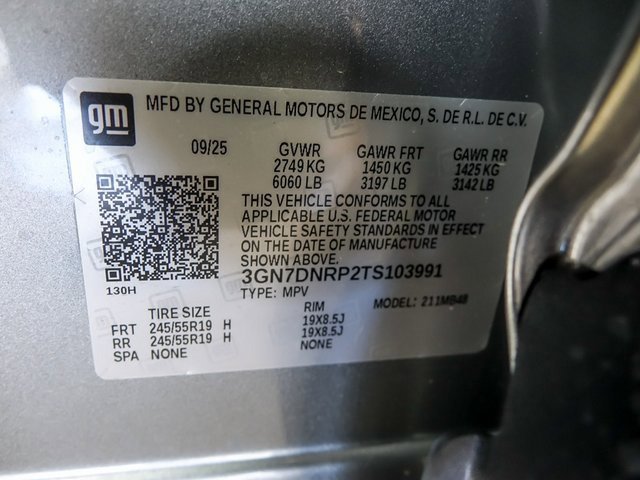 gm
MFD BY GENERAL MOTORS DE MEXICO, S. DE R.L. DE C.V.
09/25 GVWR GAWR FRT GAWR RR
2749 KG 1450 KG 1425 KG
6060 LB 3197 LB 3142 LB
THIS VEHICLE CONFORMS TO ALL
APPLICABLE U.S. FEDERAL MOTOR
VEHICLE SAFETY STANDARDS IN EFFECT
ON THE DATE OF MANUFACTURE
SHOWN ABOVE.
3GN7DNRP2TS103991
130H
TYPE: MPV MODEL: 211MB48
TIRE SIZE RIM
FRT 245/55R19 H 19X8.5J
RR 245/55R19 H 19X8.5J
SPA NONE NONE